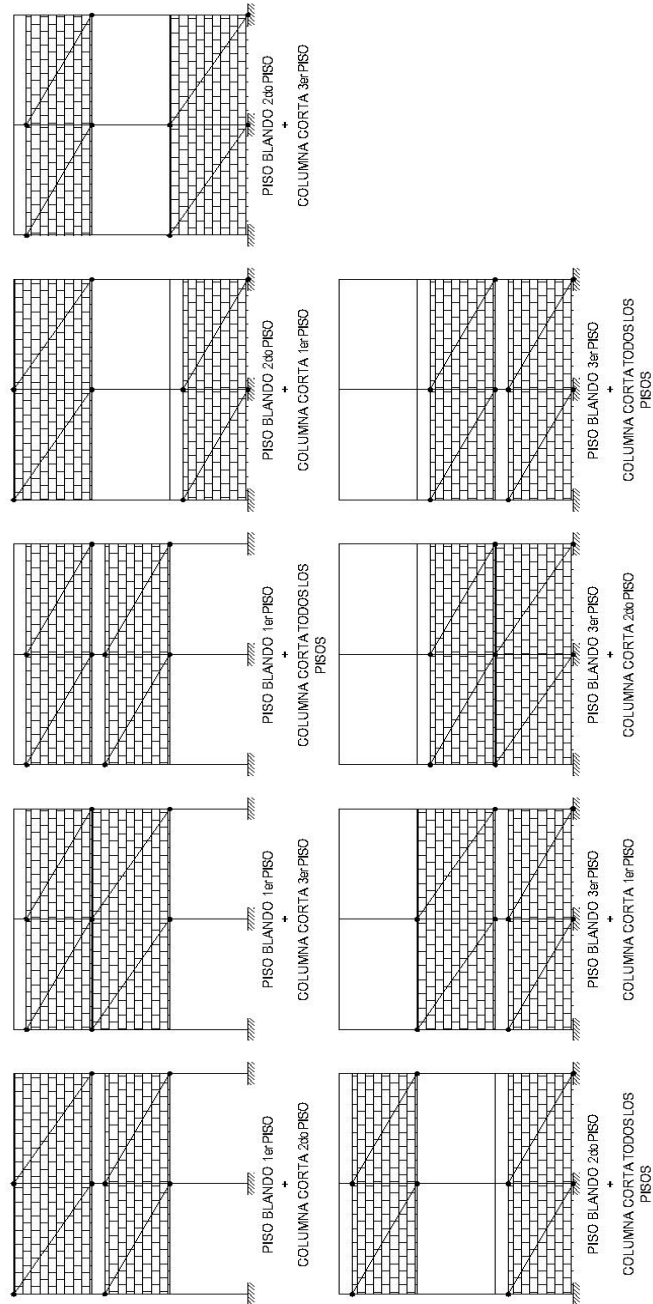 PISO BLANDO 1er PISO
+
COLUMNA CORTA 2do PISO
PISO BLANDO 1er PISO
+
COLUMNA CORTA 3er PISO
PISO BLANDO 1er PISO
+
COLUMNA CORTA TODOS LOS
PISOS
PISO BLANDO 2do PISO
+
COLUMNA CORTA 1er PISO
PISO BLANDO 2do PISO
+
COLUMNA CORTA 3er PISO
PISO BLANDO 2do PISO
+
COLUMNA CORTA TODOS LOS
PISOS
PISO BLANDO 3er PISO
+
COLUMNA CORTA 1er PISO
PISO BLANDO 3er PISO
+
COLUMNA CORTA 2do PISO
PISO BLANDO 3er PISO
+
COLUMNA CORTA TODOS LOS
PISOS